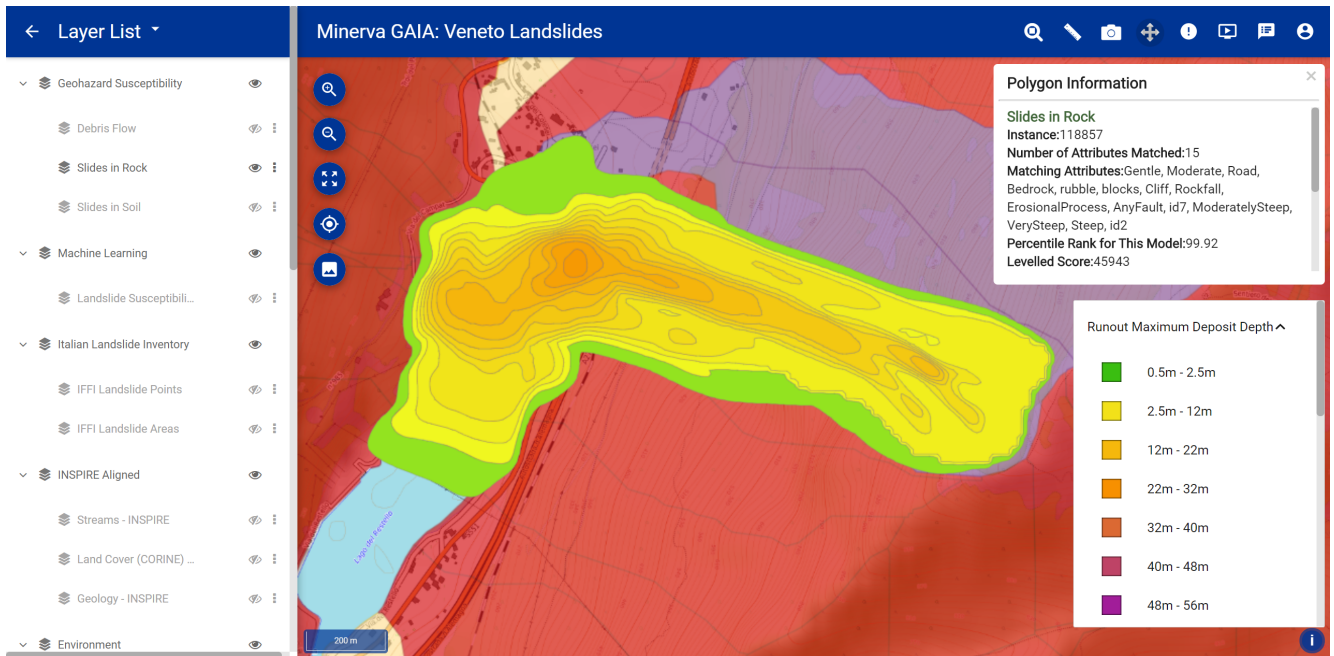 Layer List
Minerva GAIA: Veneto Landslides
Geohazard Susceptibility
Debris Flow
Slides in Rock
Slides in Soil
Machine Learning
Landslide Susceptibili...
Italian Landslide Inventory
IFFI Landslide Points
IFFI Landslide Areas
INSPIRE Aligned
Streams - INSPIRE
Land Cover (CORINE) ...
Geology - INSPIRE
Environment
Lago del Restello
200 m
Polygon Information
Slides in Rock
Instance:118857
Number of Attributes Matched:15
Matching Attributes:Gentle, Moderate, Road,
Bedrock, rubble, blocks, Cliff, Rockfall,
ErosionalProcess, AnyFault, id7, ModeratelySteep,
VerySteep, Steep, id2
Percentile Rank for This Model:99.92
Levelled Score:45943
Runout Maximum Deposit Depth
0.5m - 2.5m
2.5m - 12m
12m - 22m
22m - 32m
32m - 40m
40m - 48m
48m - 56m